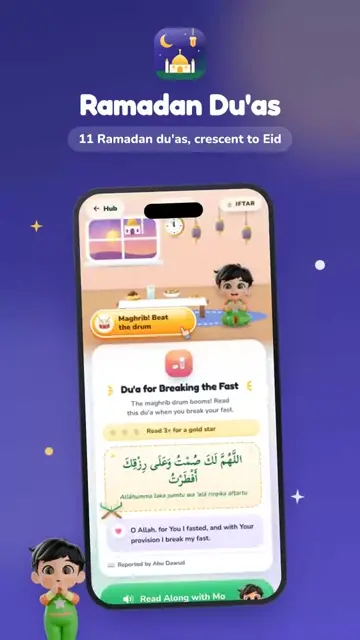 Ramadan Du'as
11 Ramadan du'as, crescent to Eid
← Hub
IFTAR
Maghrib! Beat
the drum
Du'a for Breaking the Fast
The maghrib drum booms! Read
this du'a when you break your fast.
Read 3× for a gold star
اللَّهُمَّ لَكَ صُمْتُ وَعَلَى رِزْقِكَ
أَفْطَرْتُ
Allāhumma laka ṣumtu wa 'alā rizqika aftartu
O Allah, for You I fasted, and with Your
provision I break my fast.
Reported by Abu Dawud
Read Along with Mo